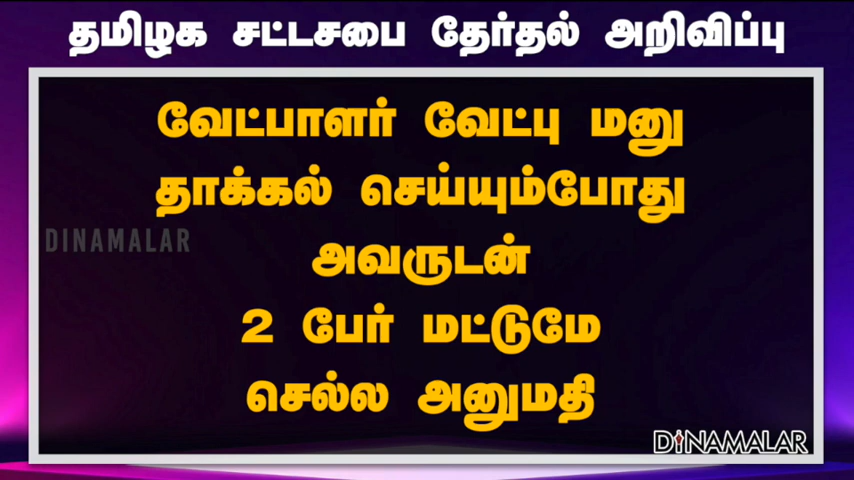 தமிழக சட்டசபை தேர்தல் அறிவிப்பு
வேட்பாளர் வேட்பு மனு
தாக்கல் செய்யும்போது
DINAMALAR
அவருடன்
2 பேர் மட்டுமே
செல்ல அனுமதி
DINAMALAR